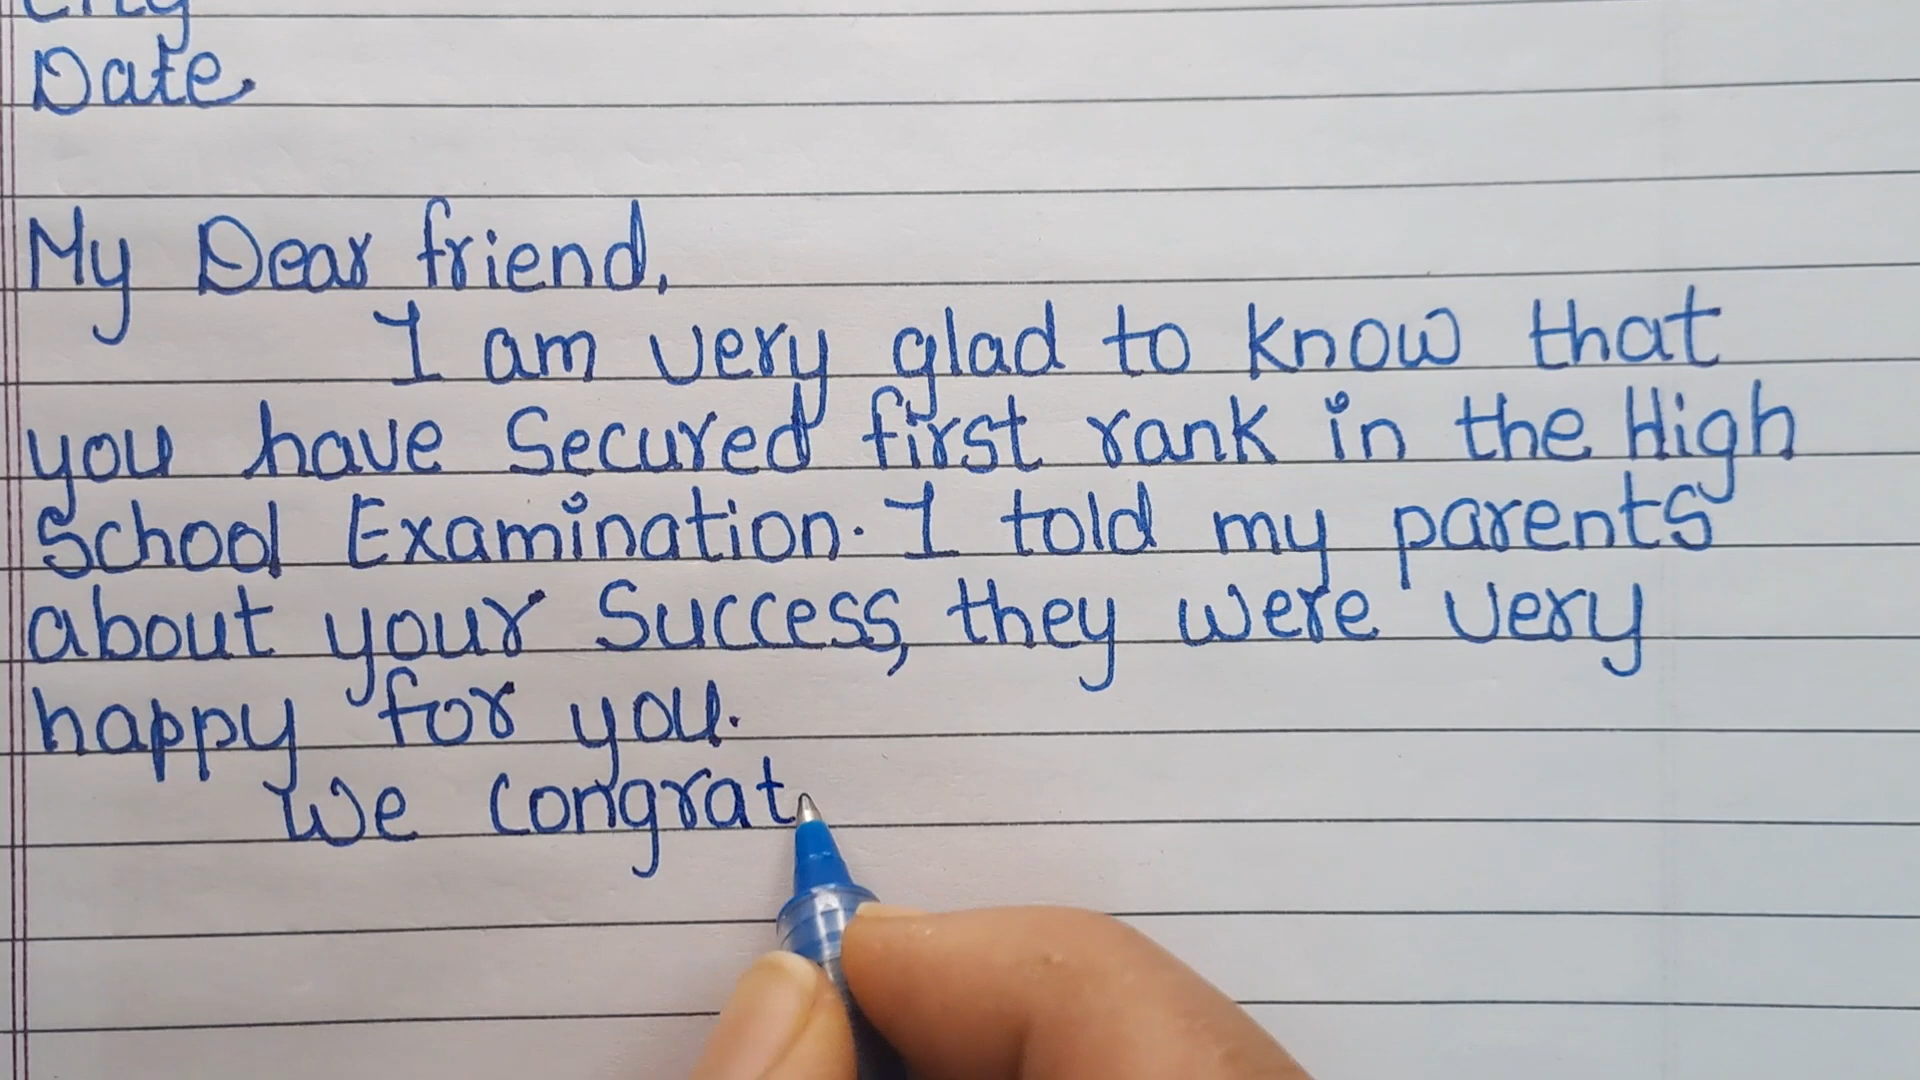 City
Date.
My Dear friend,
I am very glad to know that
you have Secured first rank in the High
School Examination. I told my parents
about your Success, they were very
happy for you.
We congrat